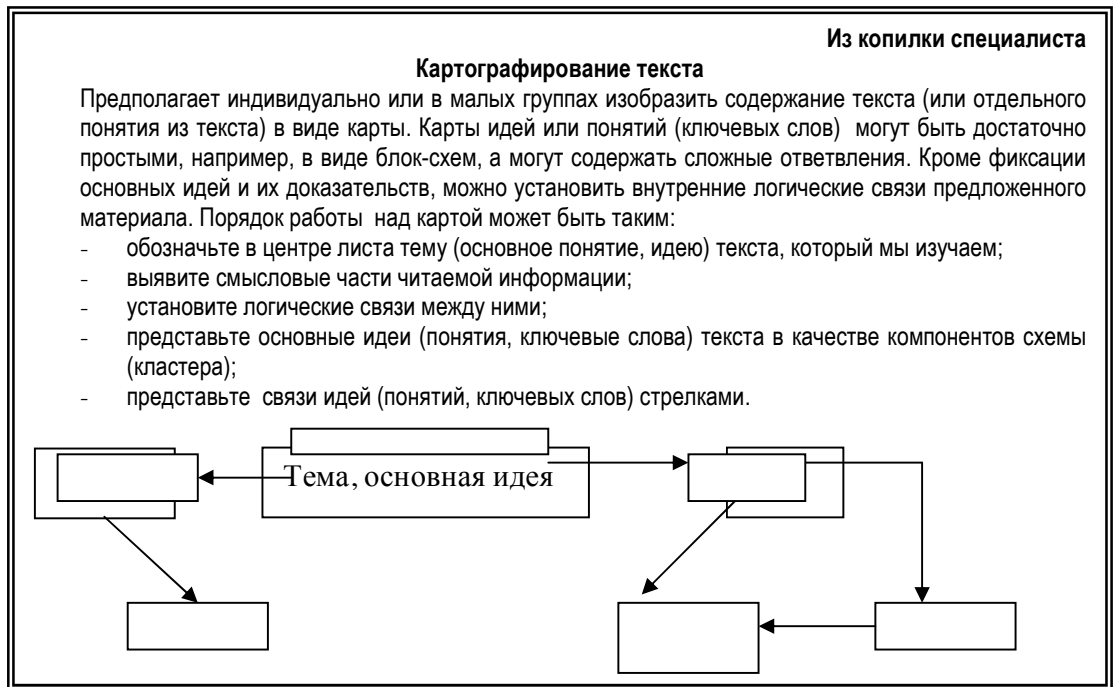 Из копилки специалиста
Картографирование текста
Предполагает индивидуально или в малых группах изобразить содержание текста (или отдельного
понятия из текста) в виде карты. Карты идей или понятий (ключевых слов) могут быть достаточно
простыми, например, в виде блок-схем, а могут содержать сложные ответвления. Кроме фиксации
основных идей и их доказательств, можно установить внутренние логические связи предложенного
материала. Порядок работы над картой может быть таким:
- обозначьте в центре листа тему (основное понятие, идею) текста, который мы изучаем;
- выявите смысловые части читаемой информации;
- установите логические связи между ними;
- представьте основные идеи (понятия, ключевые слова) текста в качестве компонентов схемы
(кластера);
- представьте связи идей (понятий, ключевых слов) стрелками.
Тема, основная идея